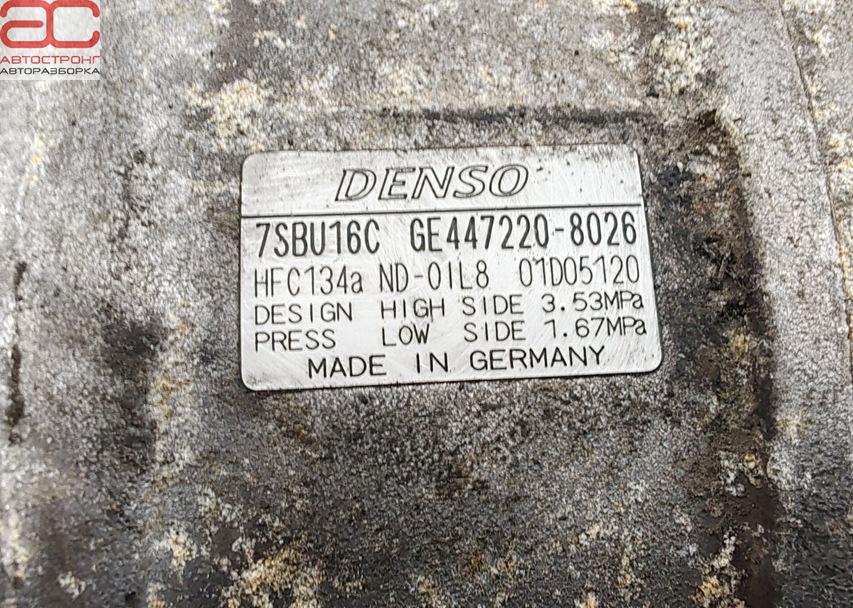 АС
АВТОСТРОНГ
АВТОРАЗБОРКА
DENSO
7SBU16C GE447220-8026
HFC134a ND-OIL8 01D05120
DESIGN HIGH SIDE 3.53MPa
PRESS LOW SIDE 1.67MPa
MADE IN GERMANY